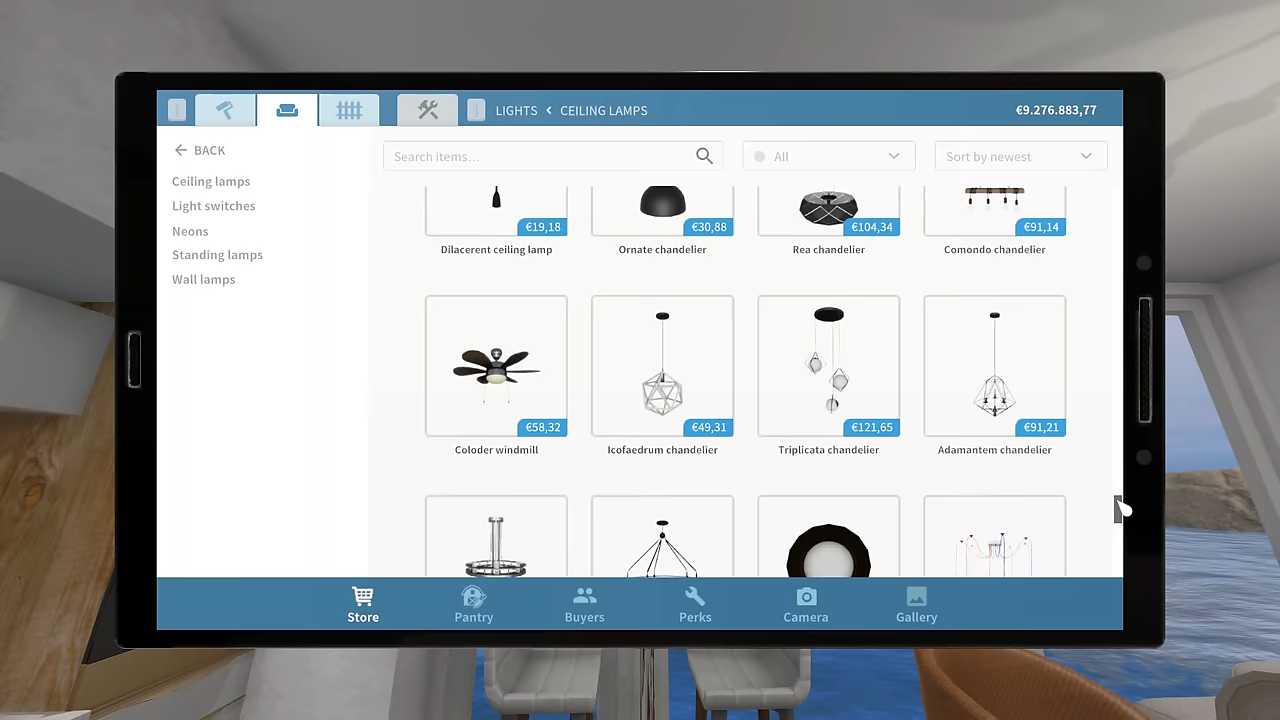 LIGHTS < CEILING LAMPS €9.276.883,77
BACK
Search items...
All
Sort by newest
Ceiling lamps
Light switches
Neons
Standing lamps
Wall lamps
€19,18 €30,88 €104,34 €91,14
Dilacerent ceiling lamp Ornate chandelier Rea chandelier Comondo chandelier
€58,32 €49,31 €121,65 €91,21
Coloder windmill Icofaedrum chandelier Triplicata chandelier Adamantem chandelier
Store Pantry Buyers Perks Camera Gallery